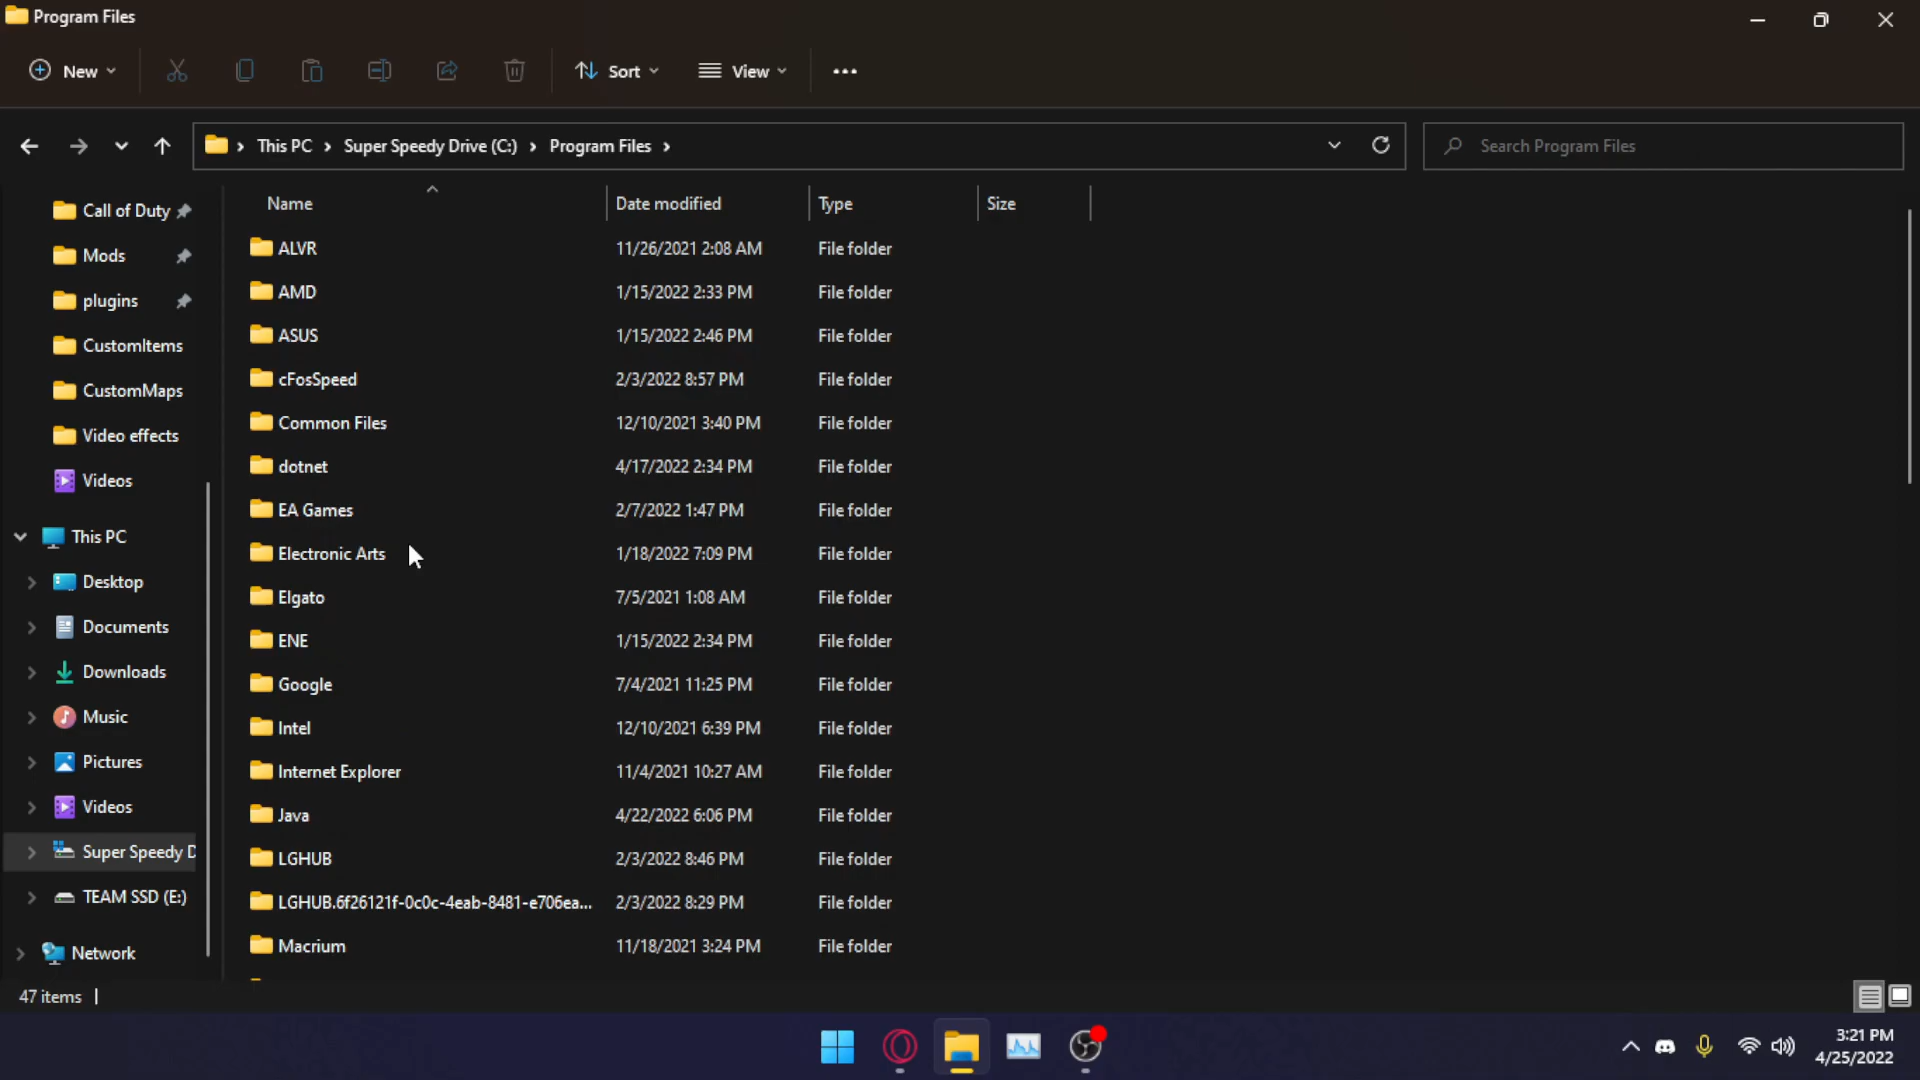 Program Files
New
Sort
View
This PC
Super Speedy Drive (C:)
Program Files
Search Program Files
Call of Duty
Mods
plugins
CustomItems
CustomMaps
Video effects
Videos
This PC
Desktop
Documents
Downloads
Music
Pictures
Videos
Super Speedy D
TEAM SSD (E:)
Network
Name Date modified Type Size
ALVR 11/26/2021 2:08 AM File folder
AMD 1/15/2022 2:33 PM File folder
ASUS 1/15/2022 2:46 PM File folder
cFosSpeed 2/3/2022 8:57 PM File folder
Common Files 12/10/2021 3:40 PM File folder
dotnet 4/17/2022 2:34 PM File folder
EA Games 2/7/2022 1:47 PM File folder
Electronic Arts 1/18/2022 7:09 PM File folder
Elgato 7/5/2021 1:08 AM File folder
ENE 1/15/2022 2:34 PM File folder
Google 7/4/2021 11:25 PM File folder
Intel 12/10/2021 6:39 PM File folder
Internet Explorer 11/4/2021 10:27 AM File folder
Java 4/22/2022 6:06 PM File folder
LGHUB 2/3/2022 8:46 PM File folder
LGHUB.6f26121f-0c0c-4eab-8481-e706ea... 2/3/2022 8:29 PM File folder
Macrium 11/18/2021 3:24 PM File folder
47 items
3:21 PM
4/25/2022